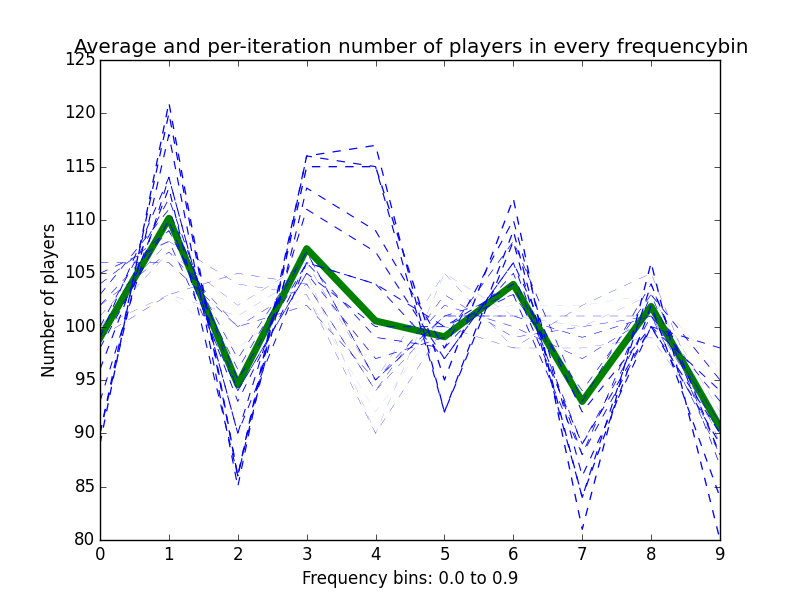 Average and per-iteration number of players in every frequencybin
125
120
115
110
105
100
95
90
85
80
Number of players
0 1 2 3 4 5 6 7 8 9
Frequency bins: 0.0 to 0.9